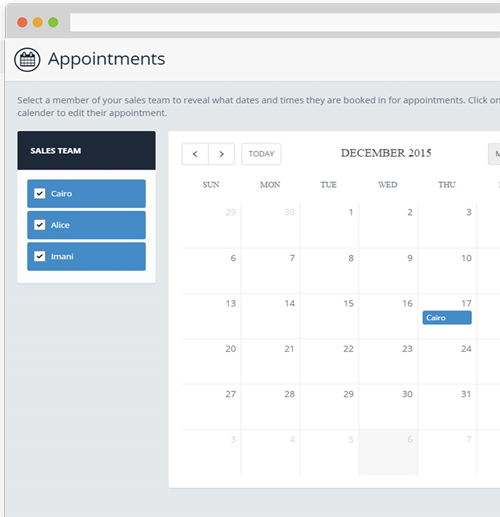 Appointments
Select a member of your sales team to reveal what dates and times they are booked in for appointments. Click on
calender to edit their appointment.
SALES TEAM
Cairo
Alice
Imani
TODAY
DECEMBER 2015
SUN MON TUE WED THU
29 30 1 2 3
6 7 8 9 10
13 14 15 16 17
Cairo
20 21 22 23 24
27 28 29 30 31
3 4 5 6 7